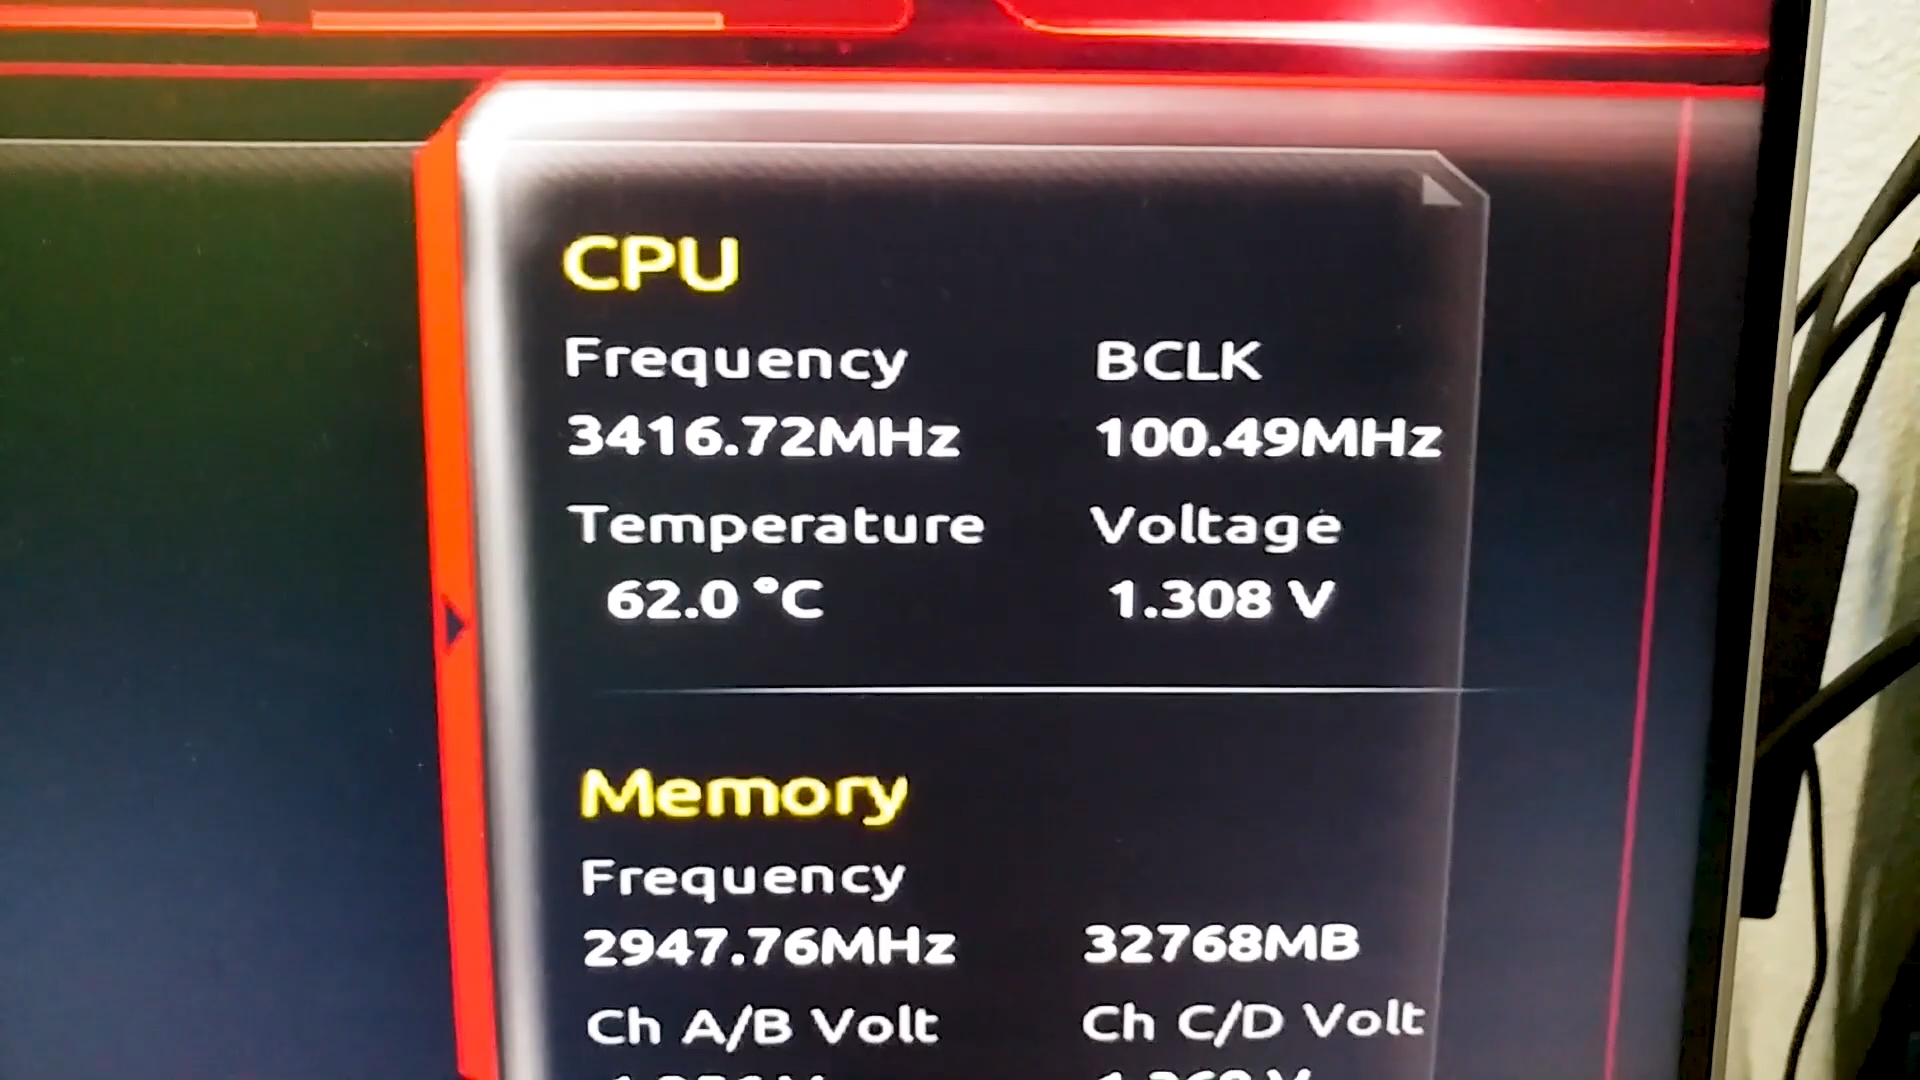 CPU
Frequency BCLK
3416.72MHz 100.49MHz
Temperature Voltage
62.0 °C 1.308 V
Memory
Frequency
2947.76MHz 32768MB
Ch A/B Volt Ch C/D Volt